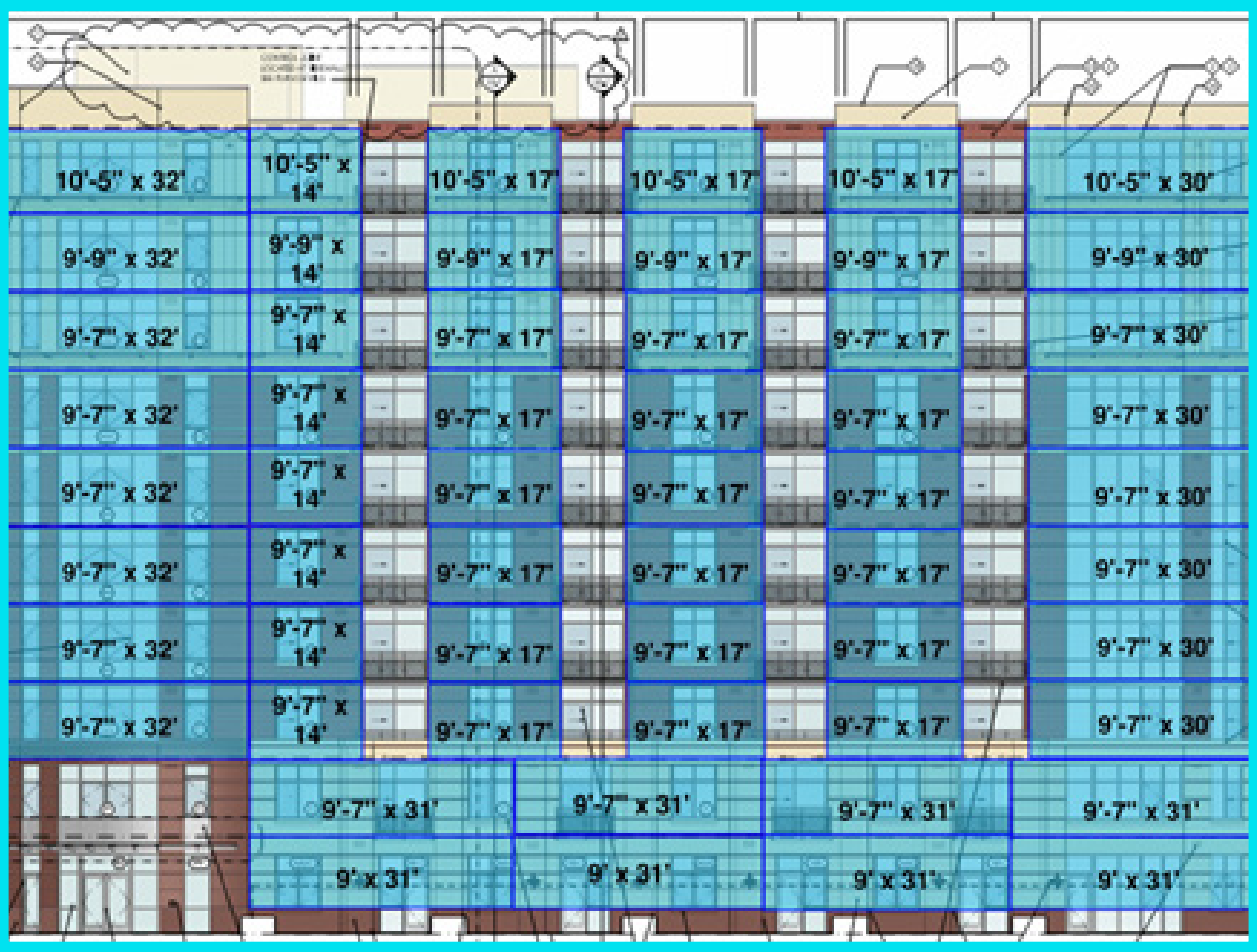 10'-5" x 32' 10'-5" x 14' 10'-5" x 17' 10'-5" x 17' 10'-5" x 17' 10'-5" x 30'
9'-9" x 32' 9'-9" x 14' 9'-9" x 17' 9'-9" x 17' 9'-9" x 17' 9'-9" x 30'
9'-7" x 32' 9'-7" x 14' 9'-7" x 17' 9'-7" x 17' 9'-7" x 17' 9'-7" x 30'
9'-7" x 32' 9'-7" x 14' 9'-7" x 17' 9'-7" x 17' 9'-7" x 17' 9'-7" x 30'
9'-7" x 32' 9'-7" x 14' 9'-7" x 17' 9'-7" x 17' 9'-7" x 17' 9'-7" x 30'
9'-7" x 32' 9'-7" x 14' 9'-7" x 17' 9'-7" x 17' 9'-7" x 17' 9'-7" x 30'
9'-7" x 32' 9'-7" x 14' 9'-7" x 17' 9'-7" x 17' 9'-7" x 17' 9'-7" x 30'
9'-7" x 32' 9'-7" x 14' 9'-7" x 17' 9'-7" x 17' 9'-7" x 17' 9'-7" x 30'
9'-7" x 31' 9'-7" x 31' 9'-7" x 31' 9'-7" x 31'
9' x 31' 9' x 31' 9' x 31' 9' x 31'